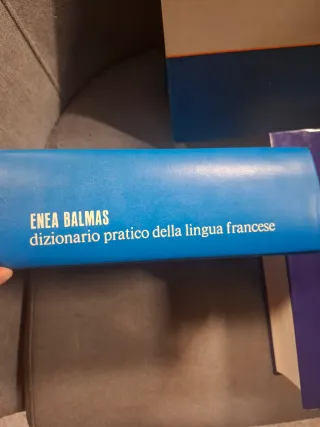 ENEA BALMAS
dizionario pratico della lingua francese